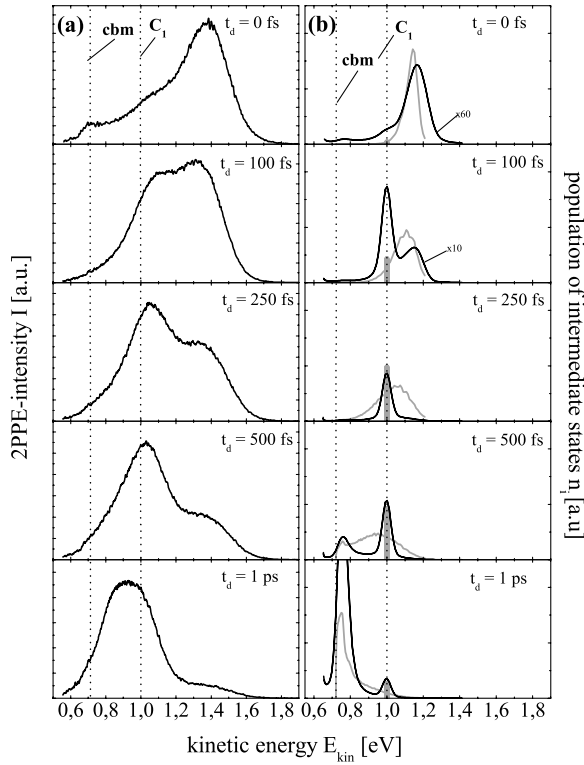 (a)
cbm
C1
td = 0 fs
(b)
cbm
C1
td = 0 fs
x60
td = 100 fs
td = 100 fs
x10
td = 250 fs
td = 250 fs
td = 500 fs
td = 500 fs
td = 1 ps
td = 1 ps
2PPE-intensity I [a.u.]
population of intermediate states ni [a.u]
0,6 0,8 1,0 1,2 1,4 1,6 1,8
0,6 0,8 1,0 1,2 1,4 1,6 1,8
kinetic energy Ekin [eV]